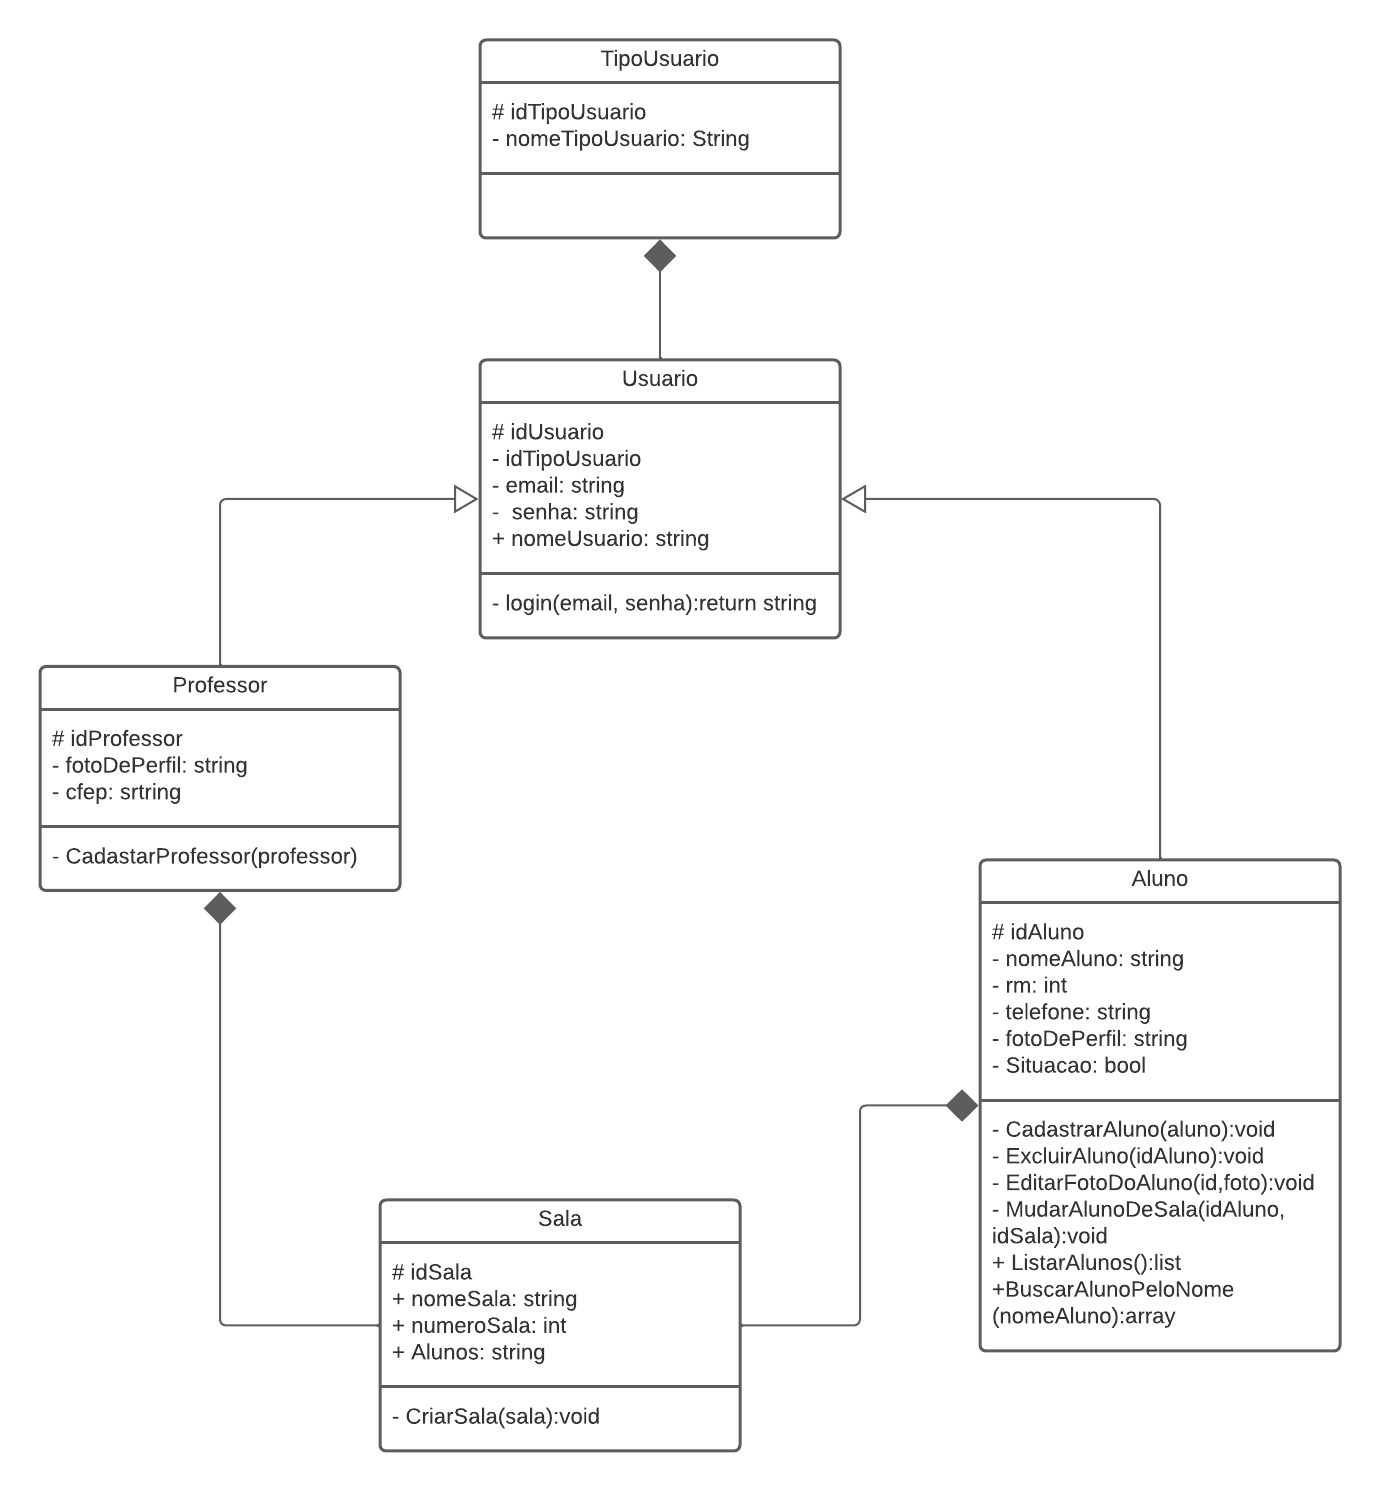 TipoUsuario
# idTipoUsuario
- nomeTipoUsuario: String
Usuario
# idUsuario
- idTipoUsuario
- email: string
-  senha: string
+ nomeUsuario: string
- login(email, senha):return string
Professor
# idProfessor
- fotoDePerfil: string
- cfep: srtring
- CadastarProfessor(professor)
Aluno
# idAluno
- nomeAluno: string
- rm: int
- telefone: string
- fotoDePerfil: string
- Situacao: bool
- CadastrarAluno(aluno):void
- ExcluirAluno(idAluno):void
- EditarFotoDoAluno(id,foto):void
- MudarAlunoDeSala(idAluno,
idSala):void
+ ListarAlunos():list
+BuscarAlunoPeloNome
(nomeAluno):array
Sala
# idSala
+ nomeSala: string
+ numeroSala: int
+ Alunos: string
- CriarSala(sala):void